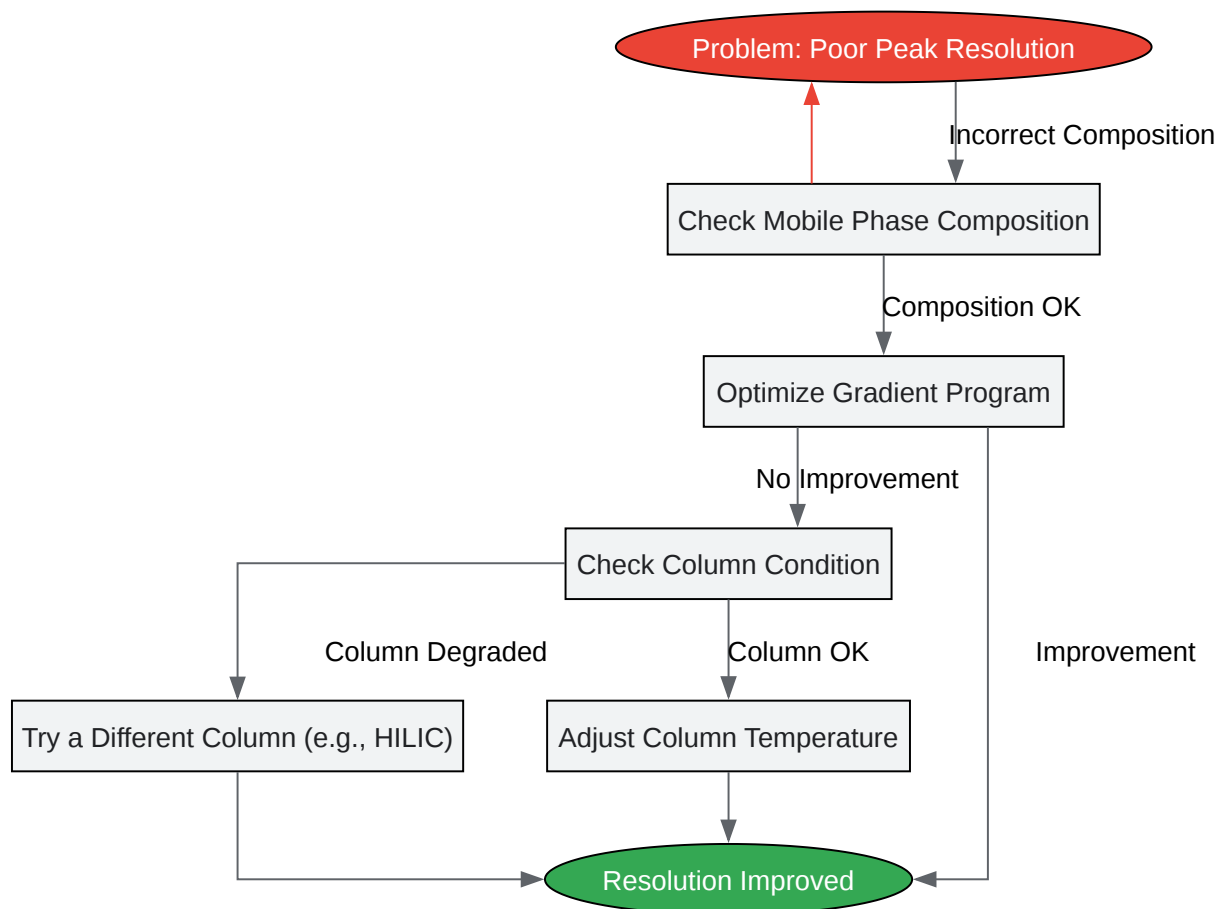 Problem: Poor Peak Resolution
Incorrect Composition
Check Mobile Phase Composition
Composition OK
Optimize Gradient Program
No Improvement
Check Column Condition
Column Degraded
Column OK
Improvement
Try a Different Column (e.g., HILIC)
Adjust Column Temperature
Resolution Improved